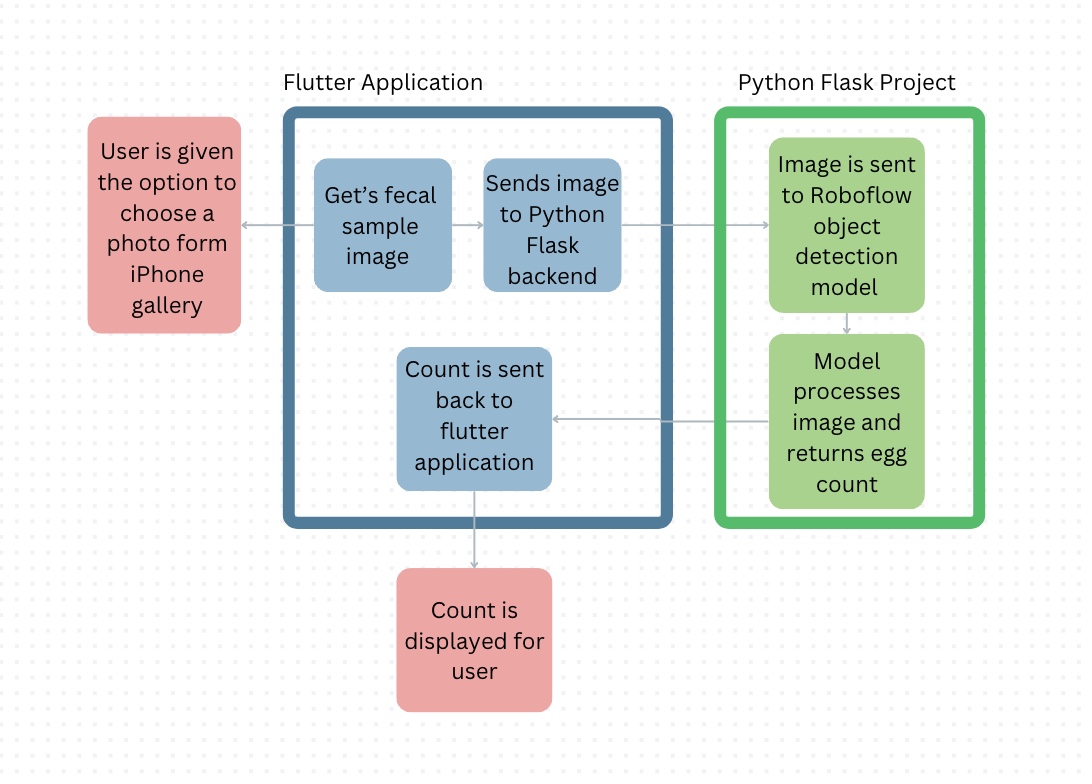 Flutter Application
Python Flask Project
User is given
the option to
choose a
photo form
iPhone
gallery
Get’s fecal
sample
image
Sends image
to Python
Flask
backend
Image is sent
to Roboflow
object
detection
model
Count is sent
back to
flutter
application
Model
processes
image and
returns egg
count
Count is
displayed for
user